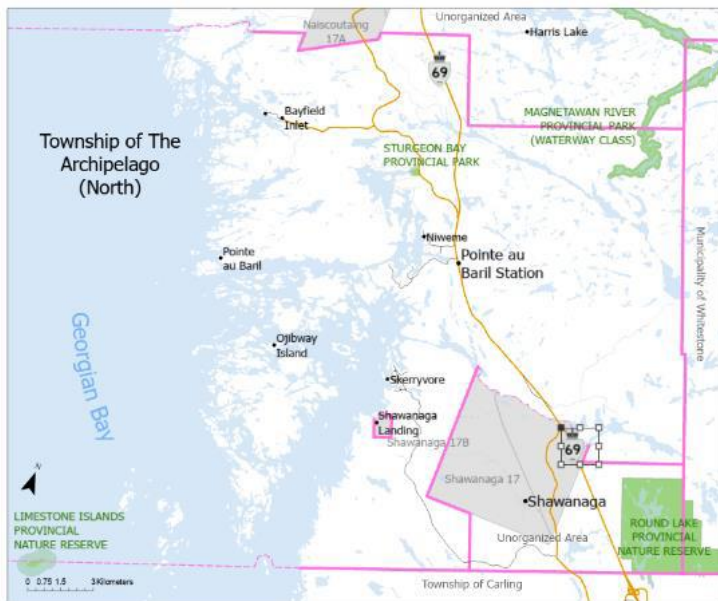 Naiscoutaing
17A
Unorganized Area
Harris Lake
69
Bayfield
Inlet
MAGNETAWAN RIVER
PROVINCIAL PARK
(WATERWAY CLASS)
Township of The
Archipelago
(North)
STURGEON BAY
PROVINCIAL PARK
Niweme
Pointe
au Baril
Pointe au
Baril Station
Municipality of Whitestone
Georgian Bay
Ojibway
Island
Skerryvore
Shawanaga
Landing
Shawanaga 17B
69
Shawanaga 17
Shawanaga
N
LIMESTONE ISLANDS
PROVINCIAL
NATURE RESERVE
ROUND LAKE
PROVINCIAL
NATURE RESERVE
Unorganized Area
0 0.75 1.5 3 Kilometers
Township of Carling